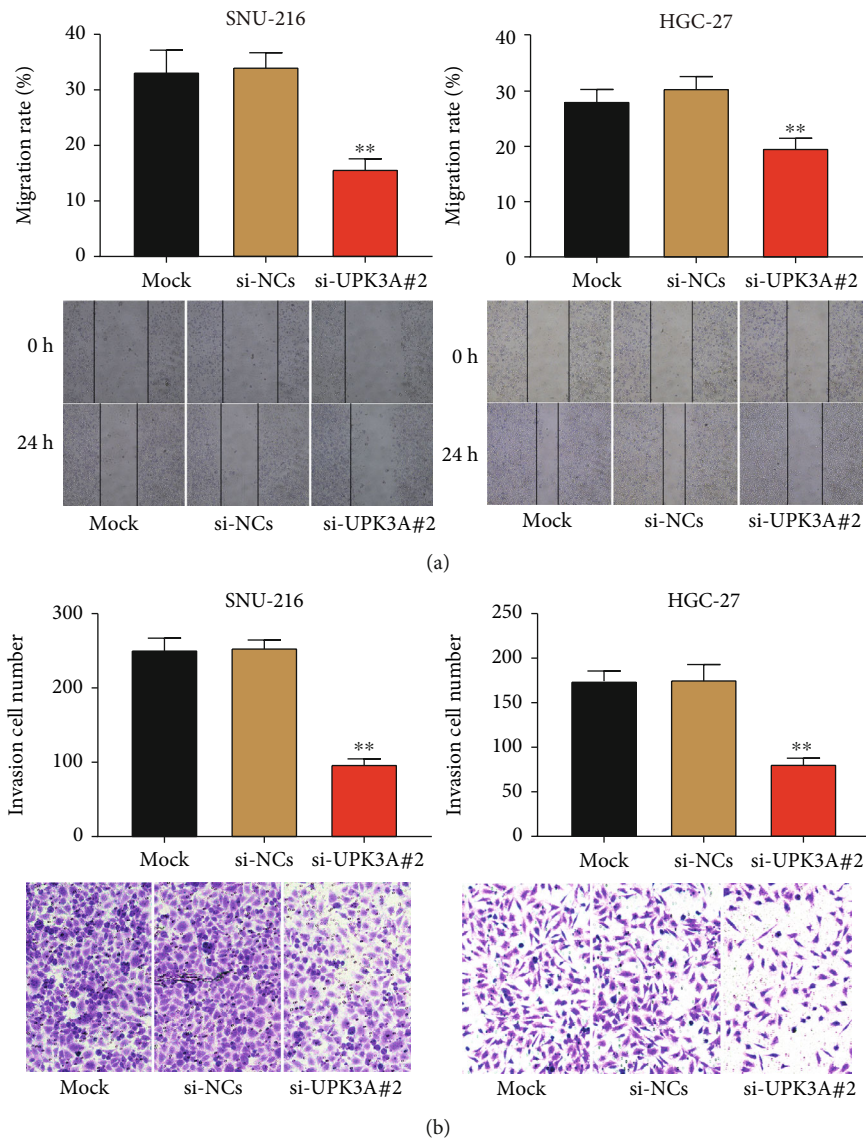 SNU-216
Migration rate (%)
40
30
20
10
0
**
Mock si-NCs si-UPK3A#2
0 h
24 h
Mock si-NCs si-UPK3A#2
HGC-27
Migration rate (%)
40
30
20
10
0
**
Mock si-NCs si-UPK3A#2
0 h
24 h
Mock si-NCs si-UPK3A#2
(a)
SNU-216
Invasion cell number
300
250
100
0
**
Mock si-NCs si-UPK3A#2
Mock si-NCs si-UPK3A#2
HGC-27
Invasion cell number
250
200
150
100
50
0
**
Mock si-NCs si-UPK3A#2
Mock si-NCs si-UPK3A#2
(b)